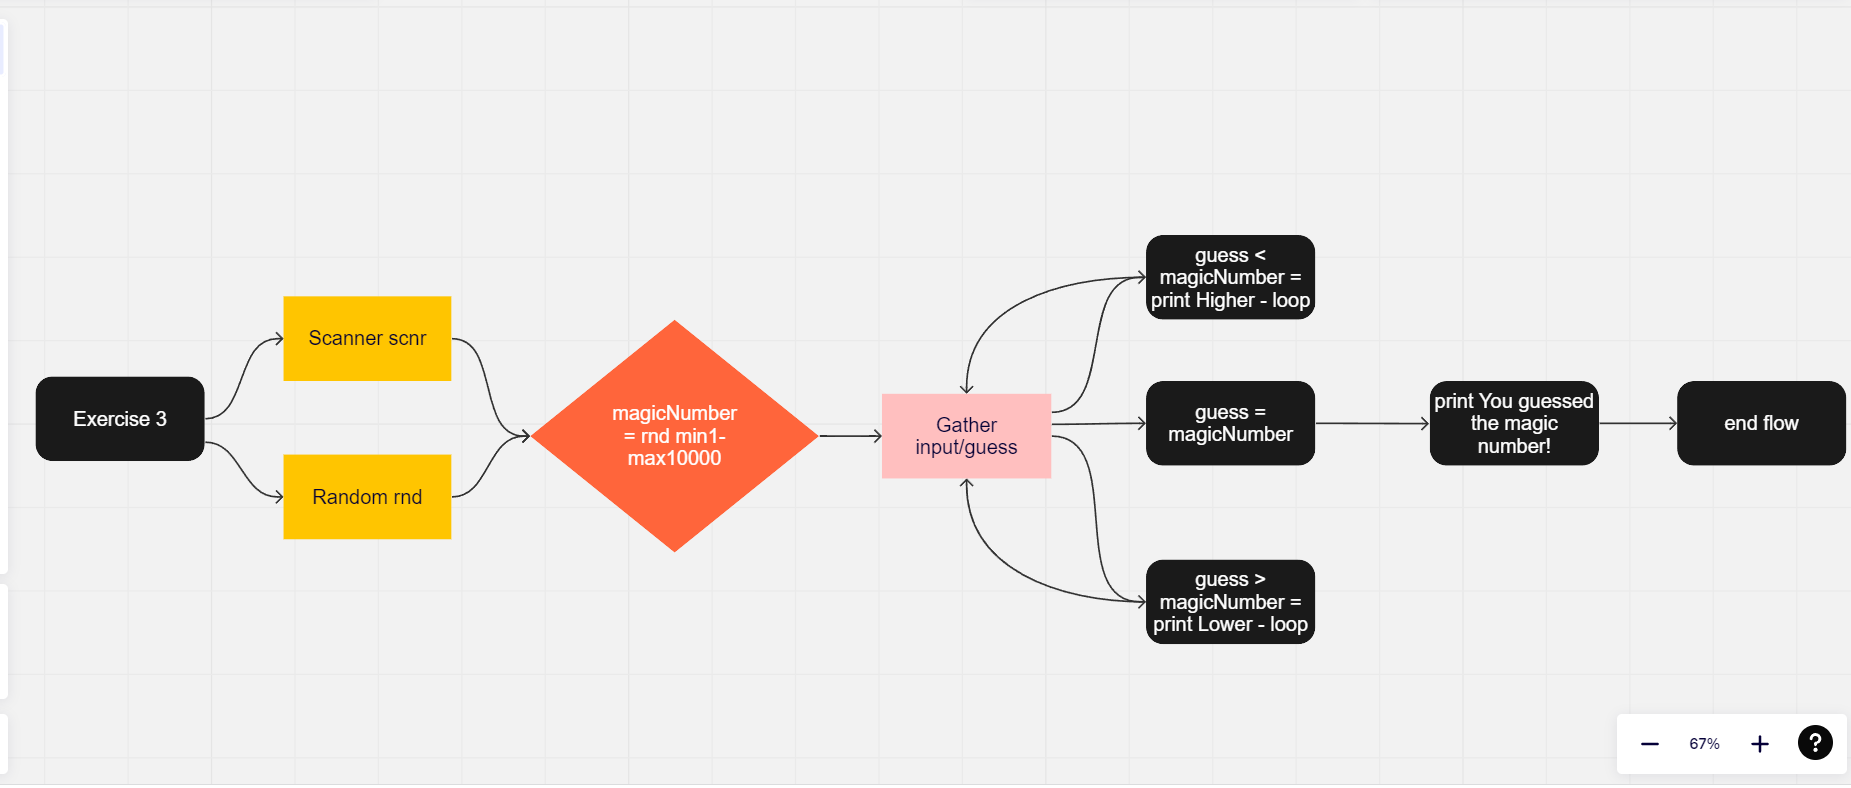 Exercise 3
Scanner scnr
Random rnd
magicNumber
= rnd min1-
max10000
Gather
input/guess
guess <
magicNumber =
print Higher - loop
guess =
magicNumber
guess >
magicNumber =
print Lower - loop
print You guessed
the magic
number!
end flow
67%
?